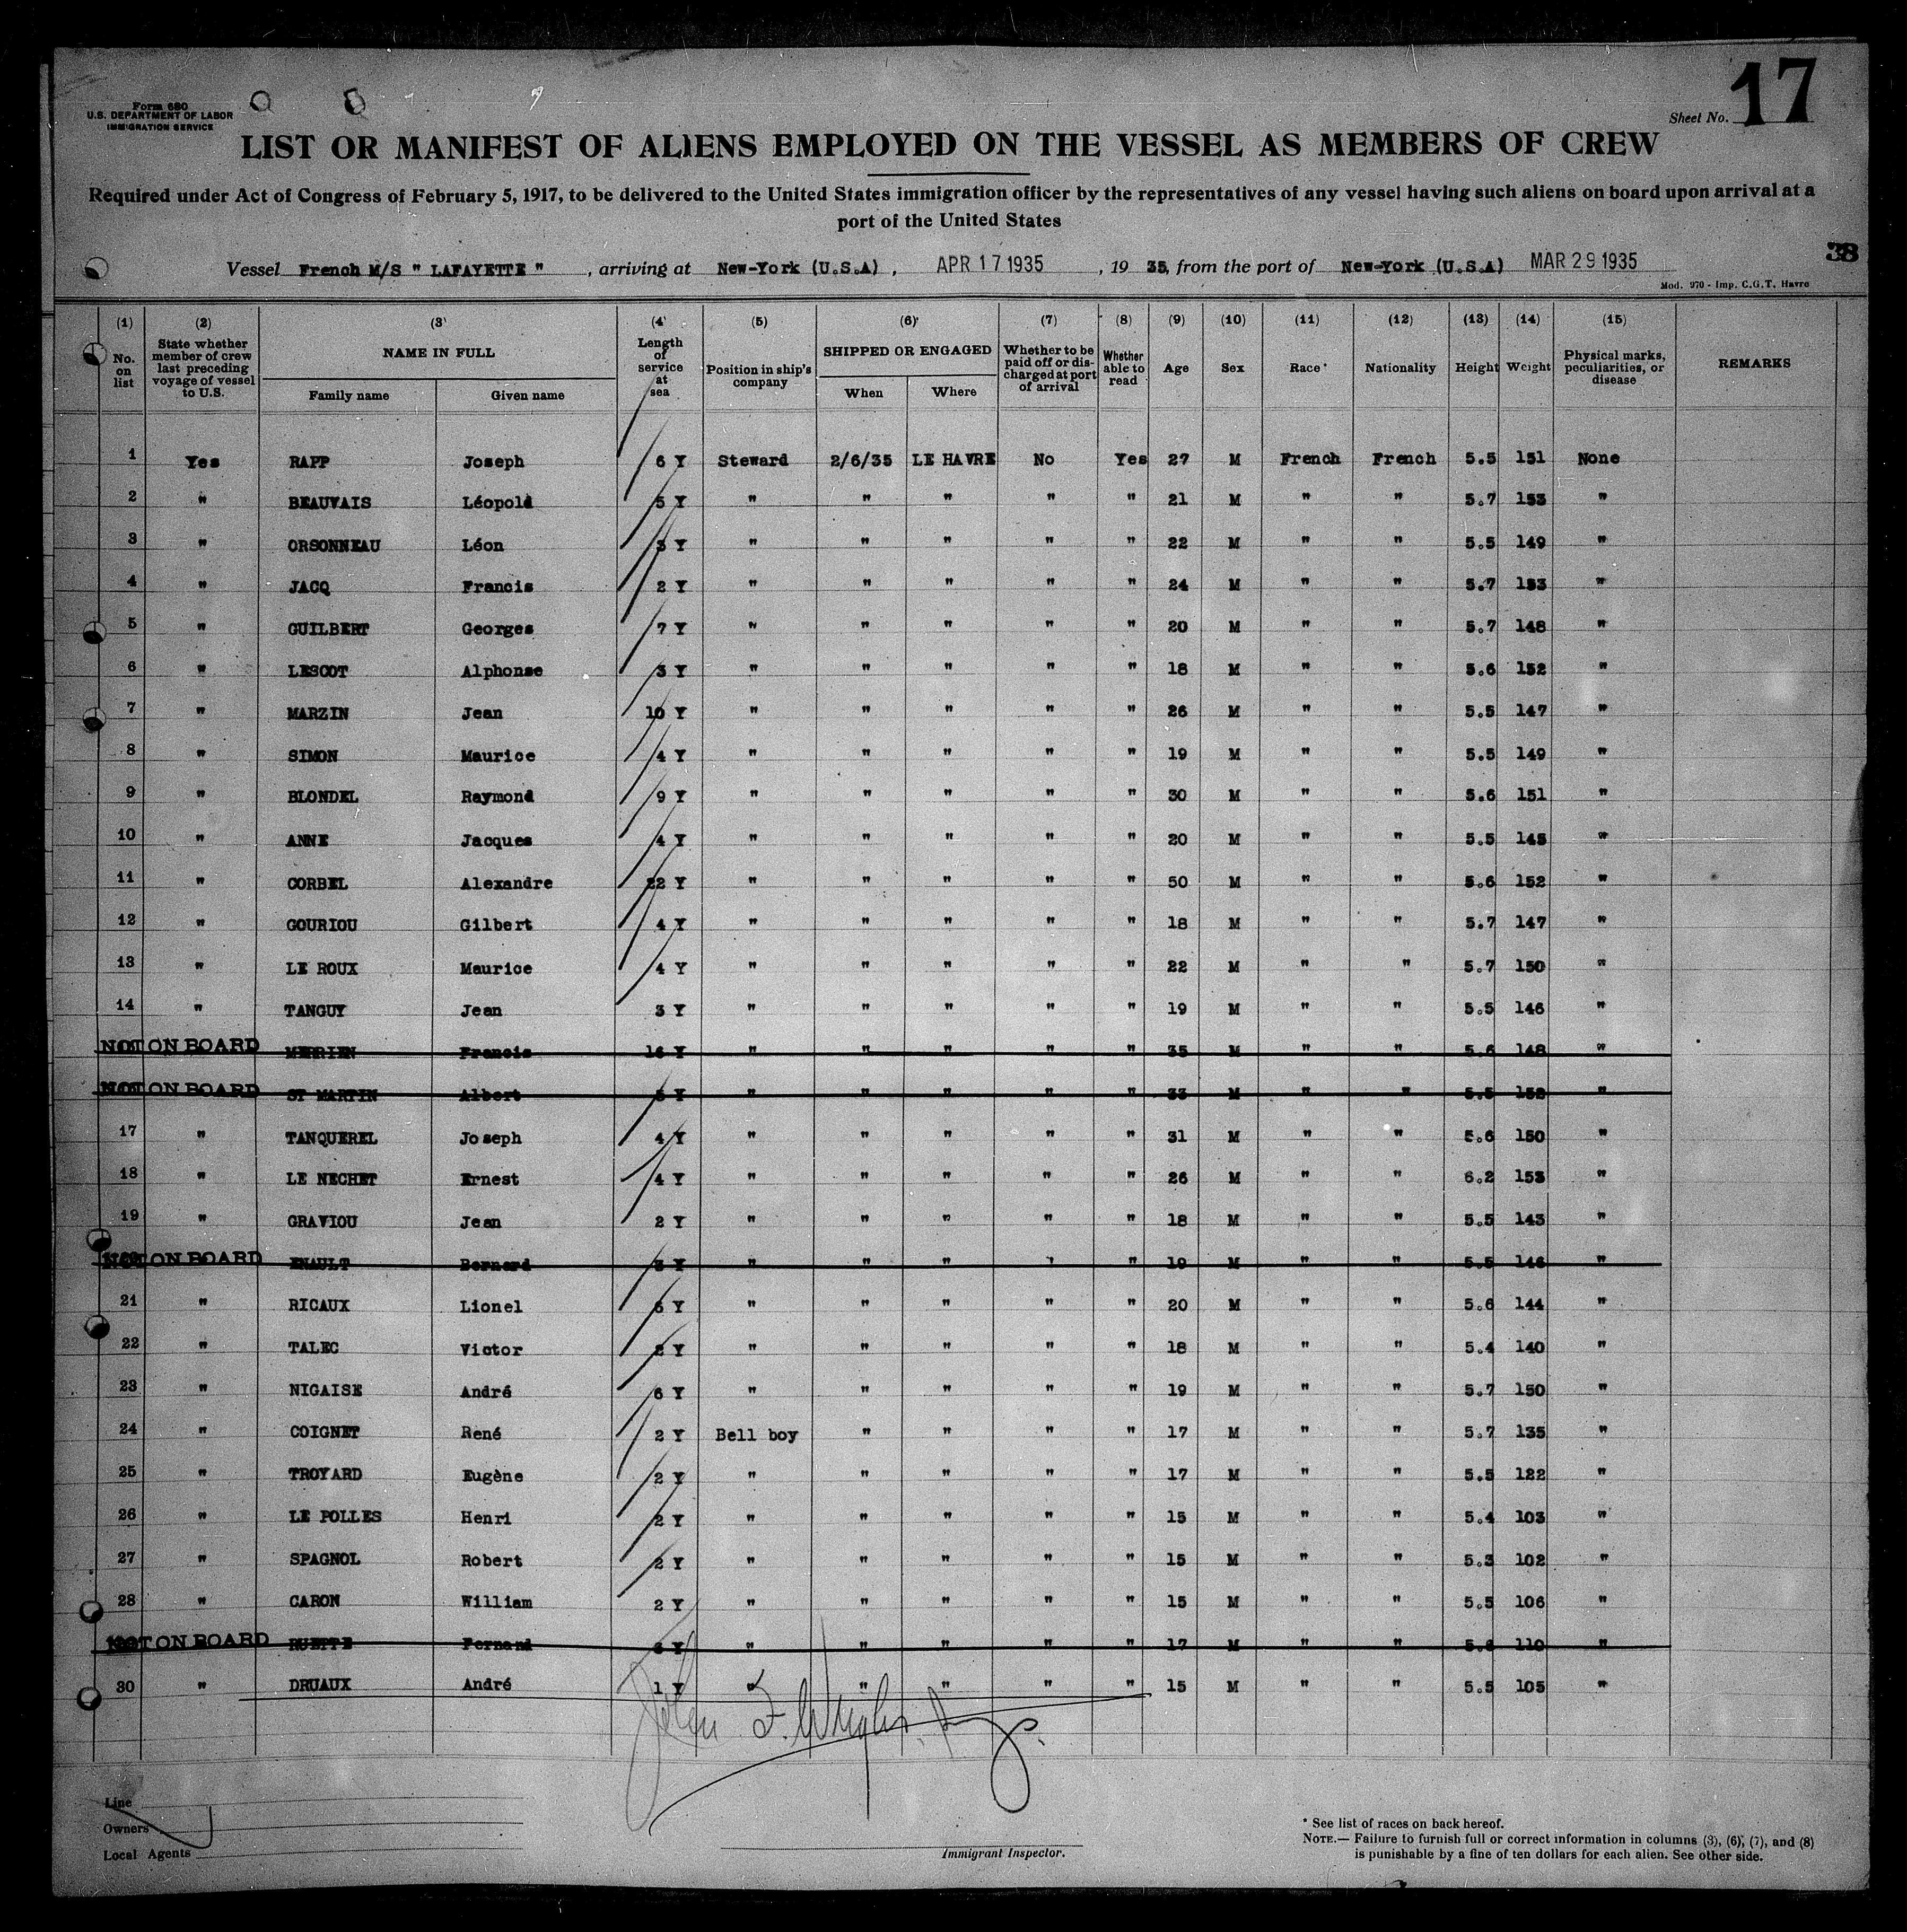 Form 680
U.S. DEPARTMENT OF LABOR
IMMIGRATION SERVICE
Sheet No. 17
LIST OR MANIFEST OF ALIENS EMPLOYED ON THE VESSEL AS MEMBERS OF CREW
Required under Act of Congress of February 5, 1917, to be delivered to the United States immigration officer by the representatives of any vessel having such aliens on board upon arrival at a
port of the United States
38
Vessel French M/S " LAFAYETTE " , arriving at New-York (U.S.A) , APR 17 1935 , 19 35, from the port of New-York (U.S.A) MAR 29 1935
Mod. 970 - Imp. C.G.T. Havre
(1) (2) (3) (4) (5) (6) (7) (8) (9) (10) (11) (12) (13) (14) (15)
No. on list State whether member of crew last preceding voyage of vessel to U.S. NAME IN FULL Family name Given name Length of service at sea Position in ship's company SHIPPED OR ENGAGED When Where Whether to be paid off or discharged at port of arrival Whether able to read Age Sex Race * Nationality Height Weight Physical marks, peculiarities, or disease REMARKS
1 Yes RAPP Joseph 6 Y Steward 2/6/35 LE HAVRE No Yes 27 M French French 5.5 151 None
2 " BEAUVAIS Léopold 5 Y " " " " " 21 M " " 5.7 153 "
3 " ORSONNEAU Léon 3 Y " " " " " 22 M " " 5.5 149 "
4 " JACQ Francis 2 Y " " " " " 24 M " " 5.7 153 "
5 " GUILBERT Georges 7 Y " " " " " 20 M " " 5.7 148 "
6 " LESCOT Alphonse 3 Y " " " " " 18 M " " 5.6 152 "
7 " MARZIN Jean 10 Y " " " " " 26 M " " 5.5 147 "
8 " SIMON Maurice 4 Y " " " " " 19 M " " 5.5 149 "
9 " BLONDEL Raymond 9 Y " " " " " 30 M " " 5.6 151 "
10 " ANNE Jacques 4 Y " " " " " 20 M " " 5.5 145 "
11 " CORBEL Alexandre 22 Y " " " " " 50 M " " 5.6 152 "
12 " GOURIOU Gilbert 4 Y " " " " " 18 M " " 5.7 147 "
13 " LE ROUX Maurice 4 Y " " " " " 22 M " " 5.7 150 "
14 " TANGUY Jean 3 Y " " " " " 19 M " " 5.5 146 "
NOT ON BOARD MERRIEN Francis 16 Y " " " " " 35 M " " 5.6 148 "
NOT ON BOARD ST MARTIN Albert Y " " " " " 33 M " " 5.5 "
17 " TANQUEREL Joseph 4 Y " " " " " 31 M " " 5.6 150 "
18 " LE NECHET Ernest 4 Y " " " " " 26 M " " 6.2 153 "
19 " GRAVIOU Jean 2 Y " " " " " 18 M " " 5.5 143 "
NOT ON BOARD ENAULT Bernard 3 Y " " " " " 19 M " " 5.5 146 "
21 " RICAUX Lionel 6 Y " " " " " 20 M " " 5.6 144 "
22 " TALEC Victor 2 Y " " " " " 18 M " " 5.4 140 "
23 " NIGAISE André 6 Y " " " " " 19 M " " 5.7 150 "
24 " COIGNET René 2 Y Bell boy " " " " 17 M " " 5.7 135 "
25 " TROYARD Eugène 2 Y " " " " " 17 M " " 5.5 122 "
26 " LE POLLES Henri 2 Y " " " " " 15 M " " 5.4 103 "
27 " SPAGNOL Robert 2 Y " " " " " 15 M " " 5.3 102 "
28 " CARON William 2 Y " " " " " 15 M " " 5.5 106 "
NOT ON BOARD RUETTE Fernand Y " " " " " 17 M " " 110 "
30 " DRUAUX André 1 Y " " " " " 15 M " " 5.5 105 "
John F. Wright
Line
Owners
Local Agents
Immigrant Inspector.
* See list of races on back hereof.
NOTE.— Failure to furnish full or correct information in columns (3), (6), (7), and (8)
is punishable by a fine of ten dollars for each alien. See other side.